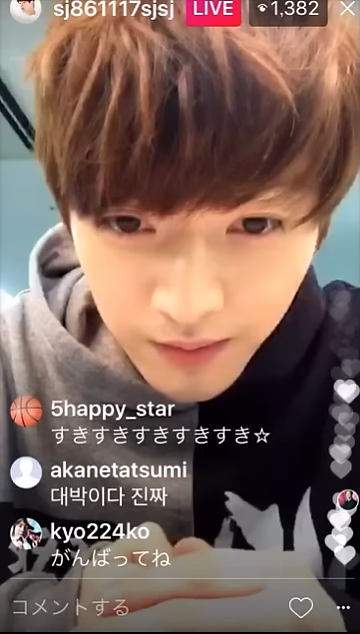 sj861117sjsj
LIVE
1,382
5happy_star
すきすきすきすきすき☆
akanetatsumi
대박이다 진짜
kyo224ko
がんばってね
コメントする